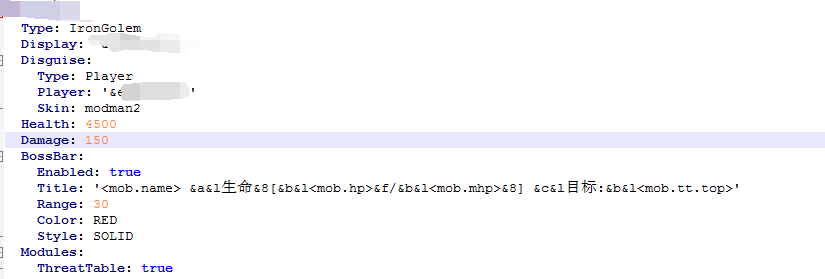 Type: IronGolem
Display: '
Disguise:
Type: Player
Player: '&e '
Skin: modman2
Health: 4500
Damage: 150
BossBar:
Enabled: true
Title: '<mob.name> &a&l生命&8[&b&l<mob.hp>&f/&b&l<mob.mhp>&8] &c&l目标:&b&l<mob.tt.top>'
Range: 30
Color: RED
Style: SOLID
Modules:
ThreatTable: true